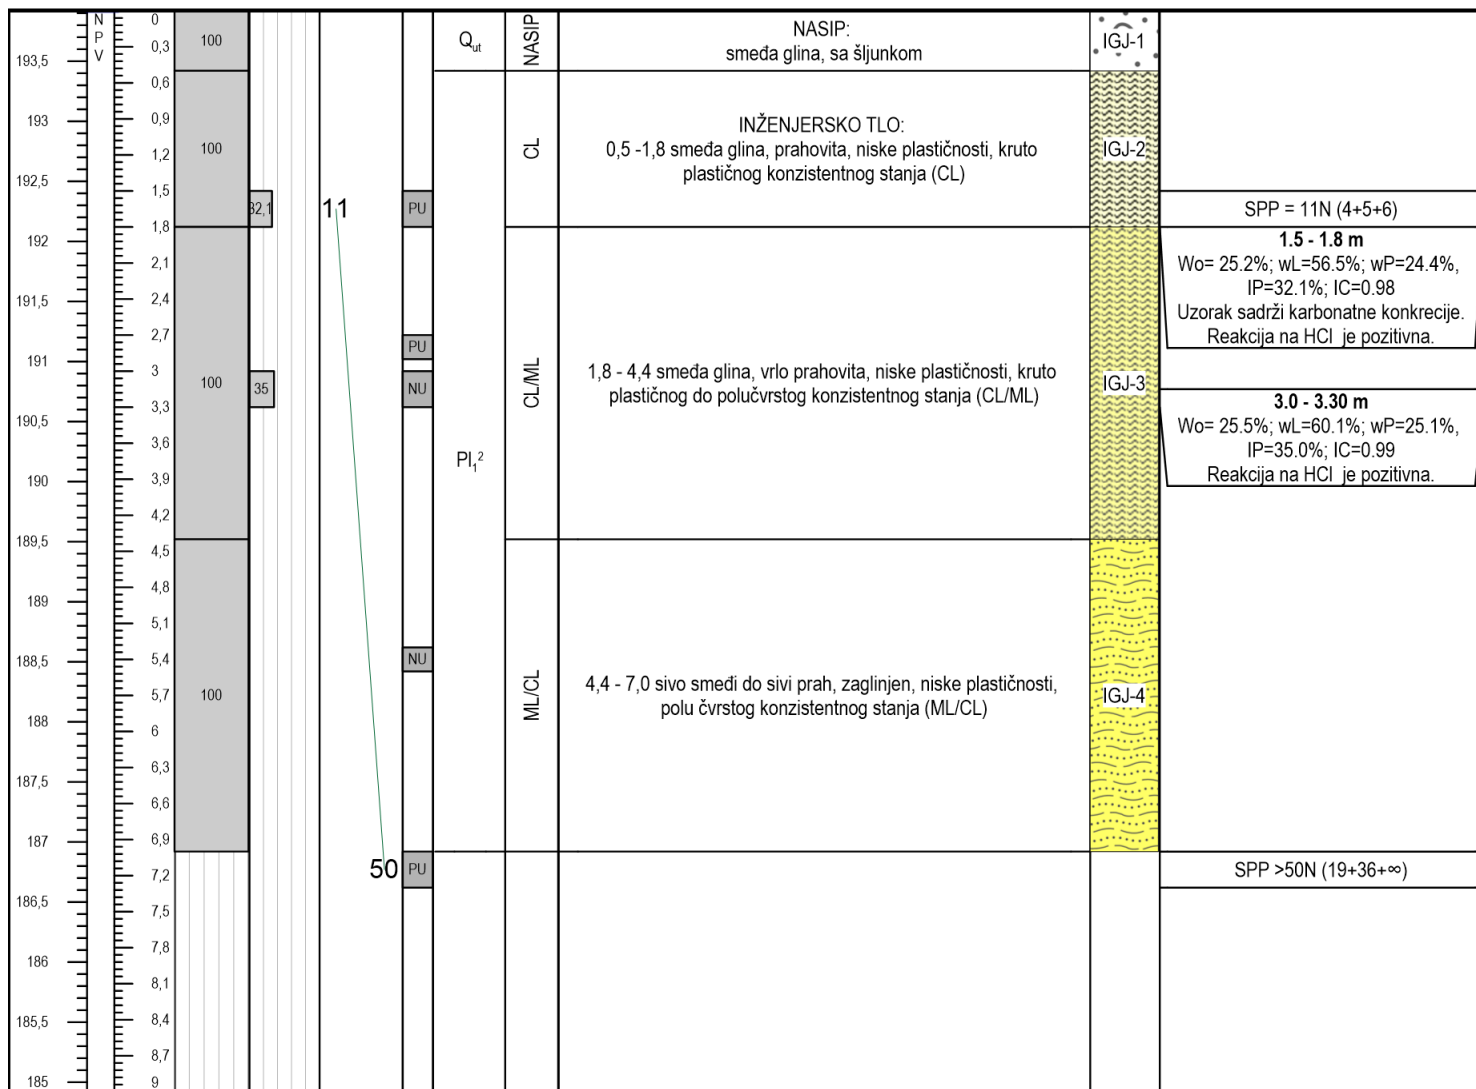 N
P
V
193,5
193
192,5
192
191,5
191
190,5
190
189,5
189
188,5
188
187,5
187
186,5
186
185,5
185
0
0,3
0,6
0,9
1,2
1,5
1,8
2,1
2,4
2,7
3
3,3
3,6
3,9
4,2
4,5
4,8
5,1
5,4
5,7
6
6,3
6,6
6,9
7,2
7,5
7,8
8,1
8,4
8,7
9
100
100
100
100
32,1
35
11
50
PU
PU
NU
NU
PU
Qut
Pl₁²
NASIP
CL
CL/ML
ML/CL
NASIP:
smeđa glina, sa šljunkom
INŽENJERSKO TLO:
0,5 -1,8 smeđa glina, prahovita, niske plastičnosti, kruto
plastičnog konzistentnog stanja (CL)
1,8 - 4,4 smeđa glina, vrlo prahovita, niske plastičnosti, kruto
plastičnog do polučvrstog konzistentnog stanja (CL/ML)
4,4 - 7,0 sivo smeđi do sivi prah, zaglinjen, niske plastičnosti,
polu čvrstog konzistentnog stanja (ML/CL)
IGJ-1
IGJ-2
IGJ-3
IGJ-4
SPP = 11N (4+5+6)
1.5 - 1.8 m
Wo= 25.2%; wL=56.5%; wP=24.4%,
IP=32.1%; IC=0.98
Uzorak sadrži karbonatne konkrecije.
Reakcija na HCl je pozitivna.
3.0 - 3.30 m
Wo= 25.5%; wL=60.1%; wP=25.1%,
IP=35.0%; IC=0.99
Reakcija na HCl je pozitivna.
SPP >50N (19+36+∞)